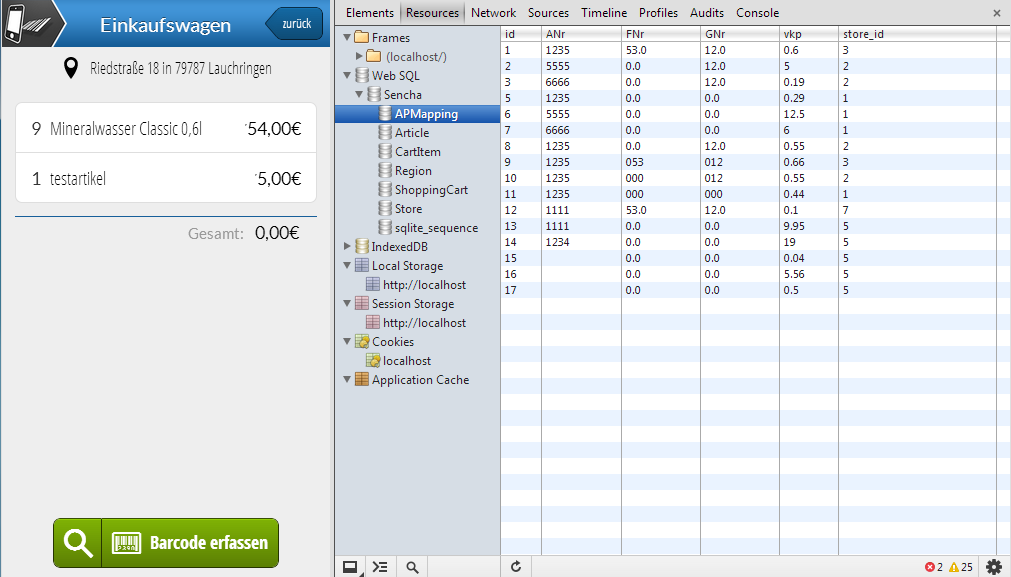 Einkaufswagen
zurück
Riedstraße 18 in 79787 Lauchringen
9 Mineralwasser Classic 0,6l 54,00€
1 testartikel 5,00€
Gesamt: 0,00€
Barcode erfassen
Elements Resources Network Sources Timeline Profiles Audits Console ×
Frames
(localhost/)
Web SQL
Sencha
APMapping
Article
CartItem
Region
ShoppingCart
Store
sqlite_sequence
IndexedDB
Local Storage
http://localhost
Session Storage
http://localhost
Cookies
localhost
Application Cache
id ANr FNr GNr vkp store_id
1 1235 53.0 12.0 0.6 3
2 5555 0.0 12.0 5 2
3 6666 0.0 12.0 0.19 2
5 1235 0.0 0.0 0.29 1
6 5555 0.0 0.0 12.5 1
7 6666 0.0 0.0 6 1
8 1235 0.0 12.0 0.55 2
9 1235 053 012 0.66 3
10 1235 000 012 0.55 2
11 1235 000 000 0.44 1
12 1111 53.0 12.0 0.1 7
13 1111 0.0 0.0 9.95 5
14 1234 0.0 0.0 19 5
15 0.0 0.0 0.04 5
16 0.0 0.0 5.56 5
17 0.0 0.0 0.5 5
2 25